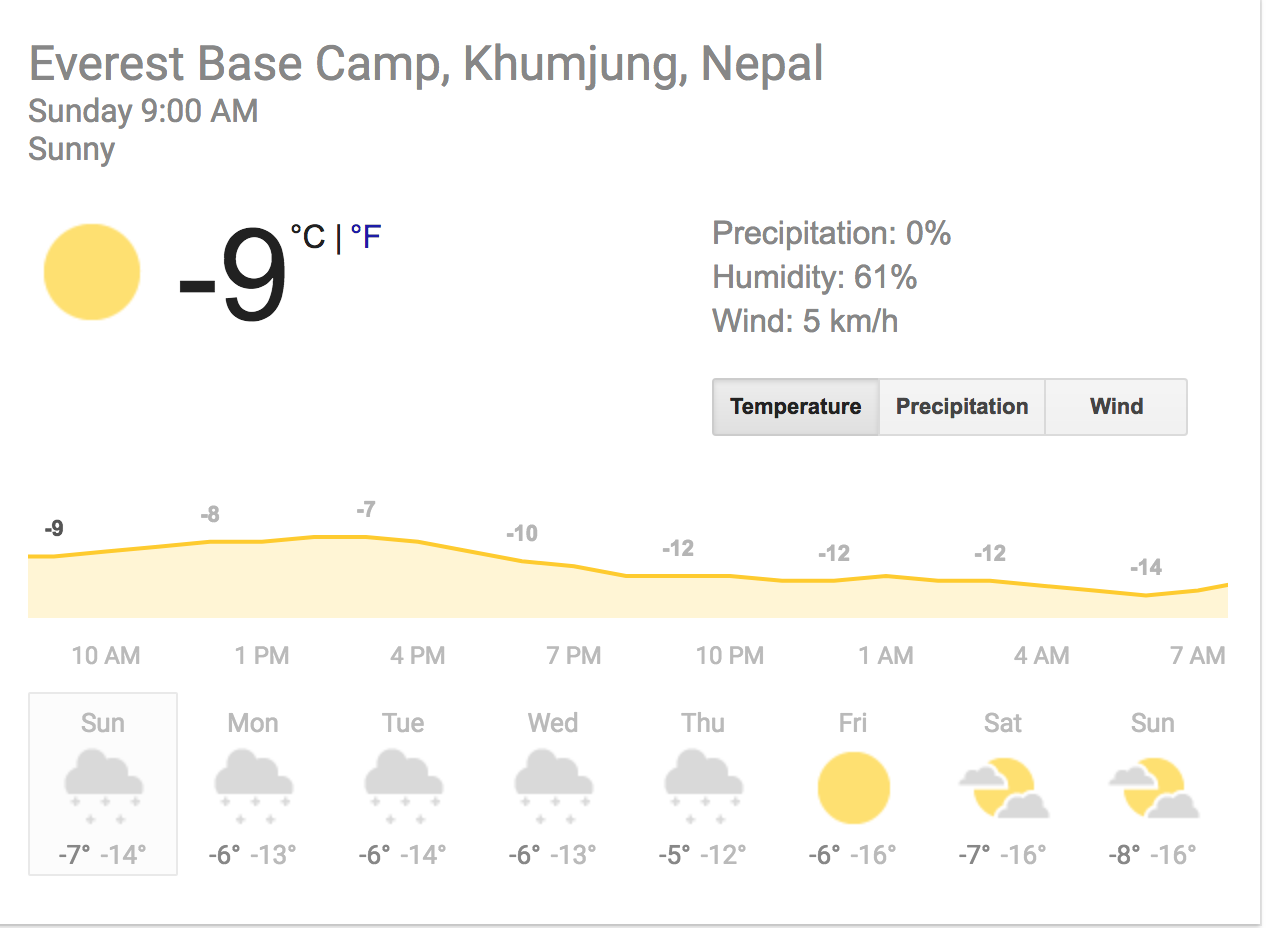 Everest Base Camp, Khumjung, Nepal
Sunday 9:00 AM
Sunny
-9 °C | °F
Precipitation: 0%
Humidity: 61%
Wind: 5 km/h
Temperature Precipitation Wind
-9 -8 -7 -10 -12 -12 -12 -14
10 AM 1 PM 4 PM 7 PM 10 PM 1 AM 4 AM 7 AM
Sun Mon Tue Wed Thu Fri Sat Sun
-7° -14° -6° -13° -6° -14° -6° -13° -5° -12° -6° -16° -7° -16° -8° -16°